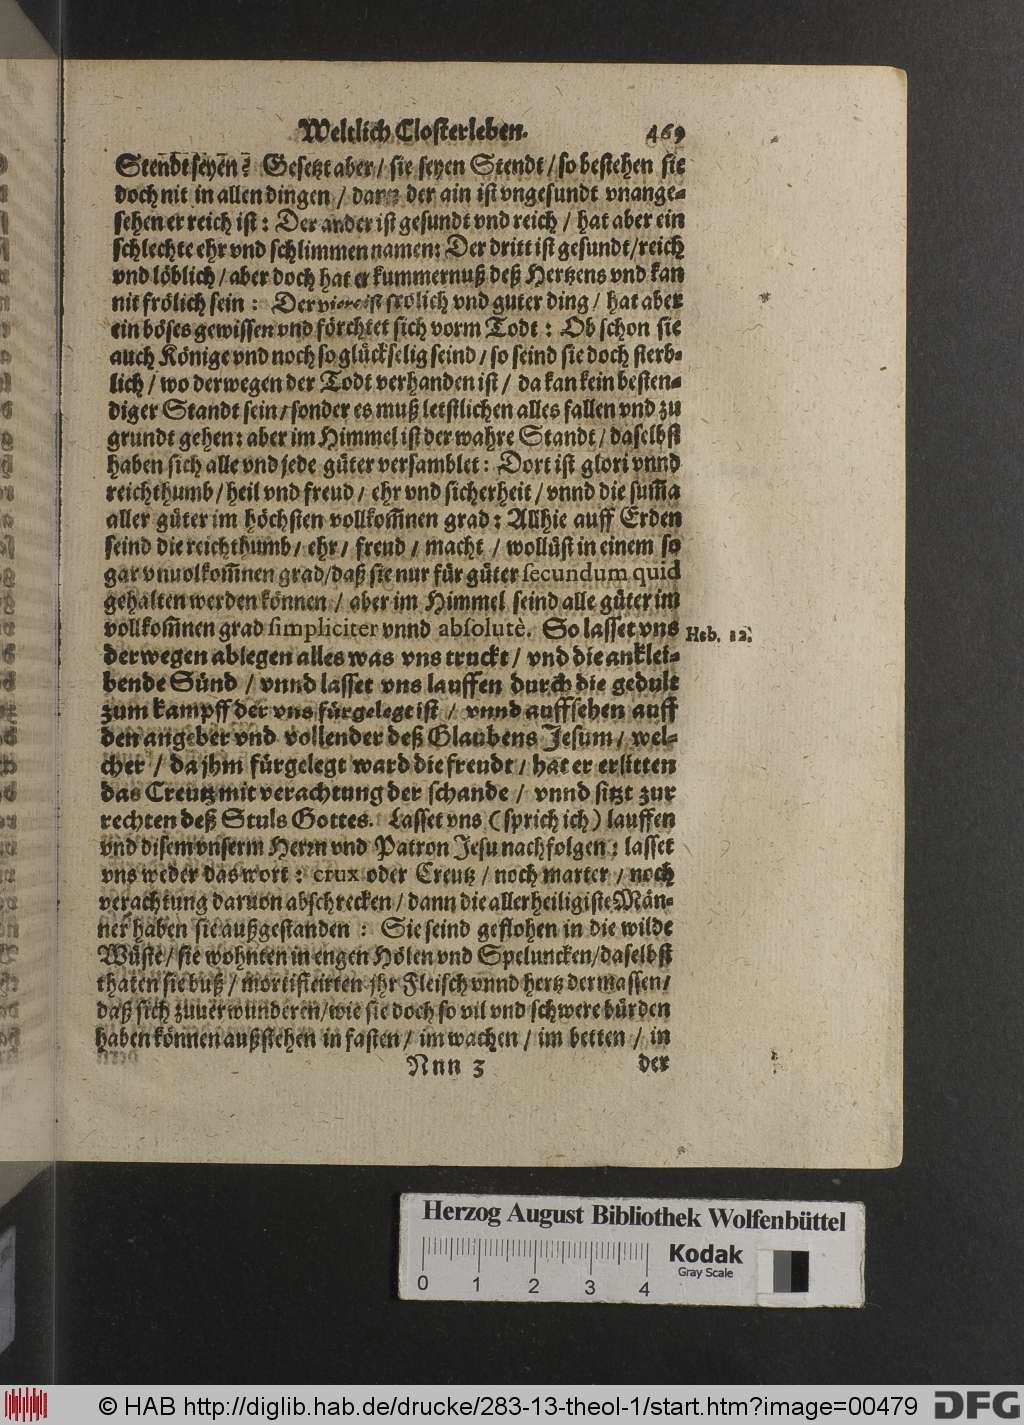 Weltlich Closterleben. 469
Stendt seyen? Gesetzt aber / sie seyen Stendt / so bestehen sie
doch nit in allen dingen / dann der ain ist vngesundt vnange-
sehen er reich ist: Der ander ist gesundt vnd reich / hat aber ein
schlechte ehr vnd schlimmen namen: Der dritt ist gesundt / reich
vnd löblich / aber doch hat er kummernuß deß Hertzens vnd kan
nit frölich sein: Der ist frölich vnd guter ding / hat aber
ein böses gewissen vnd förchtet sich vorm Todt: Ob schon sie
auch Könige vnd noch so glückselig seind / so seind sie doch sterb-
lich / wo derwegen der Todt verhanden ist / da kan kein besten-
diger Standt sein / sonder es muß letstlichen alles fallen vnd zu
grundt gehen: aber im Himmel ist der wahre Standt / daselbst
haben sich alle vnd jede güter versamblet: Dort ist glori vnnd
reichthumb / heil vnd freud / ehr vnd sicherheit / vnnd die sum̃a
aller güter im höchsten vollkom̃nen grad: Allhie auff Erden
seind die reichthumb / ehr / freud / macht / wollüst in einem so
gar vnuolkom̃nen grad / daß sie nur für güter secundum quid
gehalten werden können / aber im Himmel seind alle güter im
vollkom̃nen grad simpliciter vnnd absolutè. So lasset vns
Heb. 12.
derwegen ablegen alles was vns truckt / vnd die anklei-
bende Sünd / vnnd lasset vns lauffen durch die gedult
zum kampff der vns fürgelegt ist / vnnd auffsehen auff
den angeber vnd vollender deß Glaubens Jesum / wel-
cher / da jhm fürgelegt ward die freudt / hat er erlitten
das Creutz mit verachtung der schande / vnnd sitzt zur
rechten deß Stuls Gottes. Lasset vns (sprich ich) lauffen
vnd disem vnserm Herrn vnd Patron Jesu nachfolgen: lasset
vns weder das wort: crux oder Creutz / noch marter / noch
verachtung daruon abschrecken / dann die allerheiligiste Män-
ner haben sie außgestanden: Sie seind geflohen in die wilde
Wüste / sie wohnten in engen Hölen vnd Speluncken / daselbst
thaten sie buß / mortificirten jhr Fleisch vnnd hertz dermassen /
daß sich zuuerwunderen / wie sie doch so vil vnd schwere bürden
haben können außstehen in fasten / im wachen / im betten / in
Nnn 3 der
Herzog August Bibliothek Wolfenbüttel
0 1 2 3 4
Kodak
Gray Scale
© HAB http://diglib.hab.de/drucke/283-13-theol-1/start.htm?image=00479
DFG